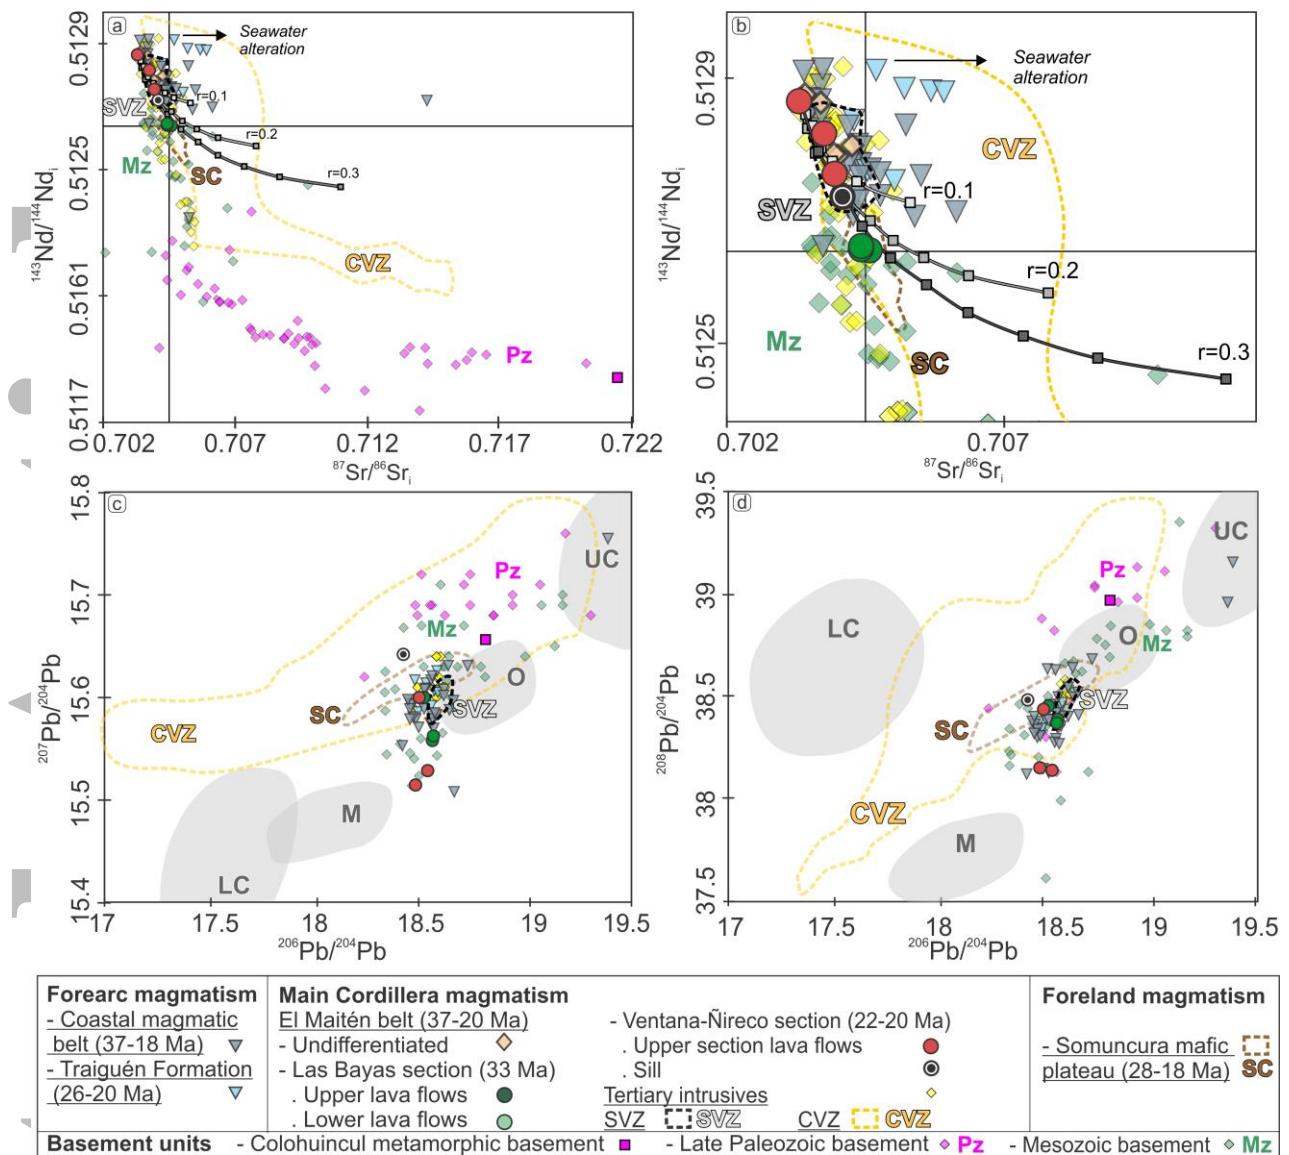 a
Seawater
alteration
0.5129
0.5125
0.5161
0.5117
143Nd/144Ndi
SVZ
r=0.1
r=0.2
r=0.3
Mz
SC
CVZ
Pz
0.702
0.707
0.712
0.717
0.722
87Sr/86Sri
b
Seawater
alteration
0.5129
0.5125
143Nd/144Ndi
CVZ
SVZ
r=0.1
r=0.2
r=0.3
Mz
SC
0.702
0.707
87Sr/86Sri
c
15.8
15.7
15.6
15.5
15.4
207Pb/204Pb
UC
Pz
Mz
O
SC
SVZ
CVZ
M
LC
17
17.5
18
18.5
19
19.5
206Pb/204Pb
d
39.5
39
38.5
38
37.5
208Pb/204Pb
UC
Pz
LC
O
Mz
SVZ
SC
CVZ
M
17
17.5
18
18.5
19
19.5
206Pb/204Pb
Forearc magmatism
- Coastal magmatic
belt (37-18 Ma)
- Traiguén Formation
(26-20 Ma)
Main Cordillera magmatism
El Maitén belt (37-20 Ma)
- Undifferentiated
- Las Bayas section (33 Ma)
. Upper lava flows
. Lower lava flows
- Ventana-Ñireco section (22-20 Ma)
. Upper section lava flows
. Sill
Tertiary intrusives
SVZ SVZ CVZ CVZ
Foreland magmatism
- Somuncura mafic
plateau (28-18 Ma) SC
Basement units - Colohuincul metamorphic basement - Late Paleozoic basement Pz - Mesozoic basement Mz